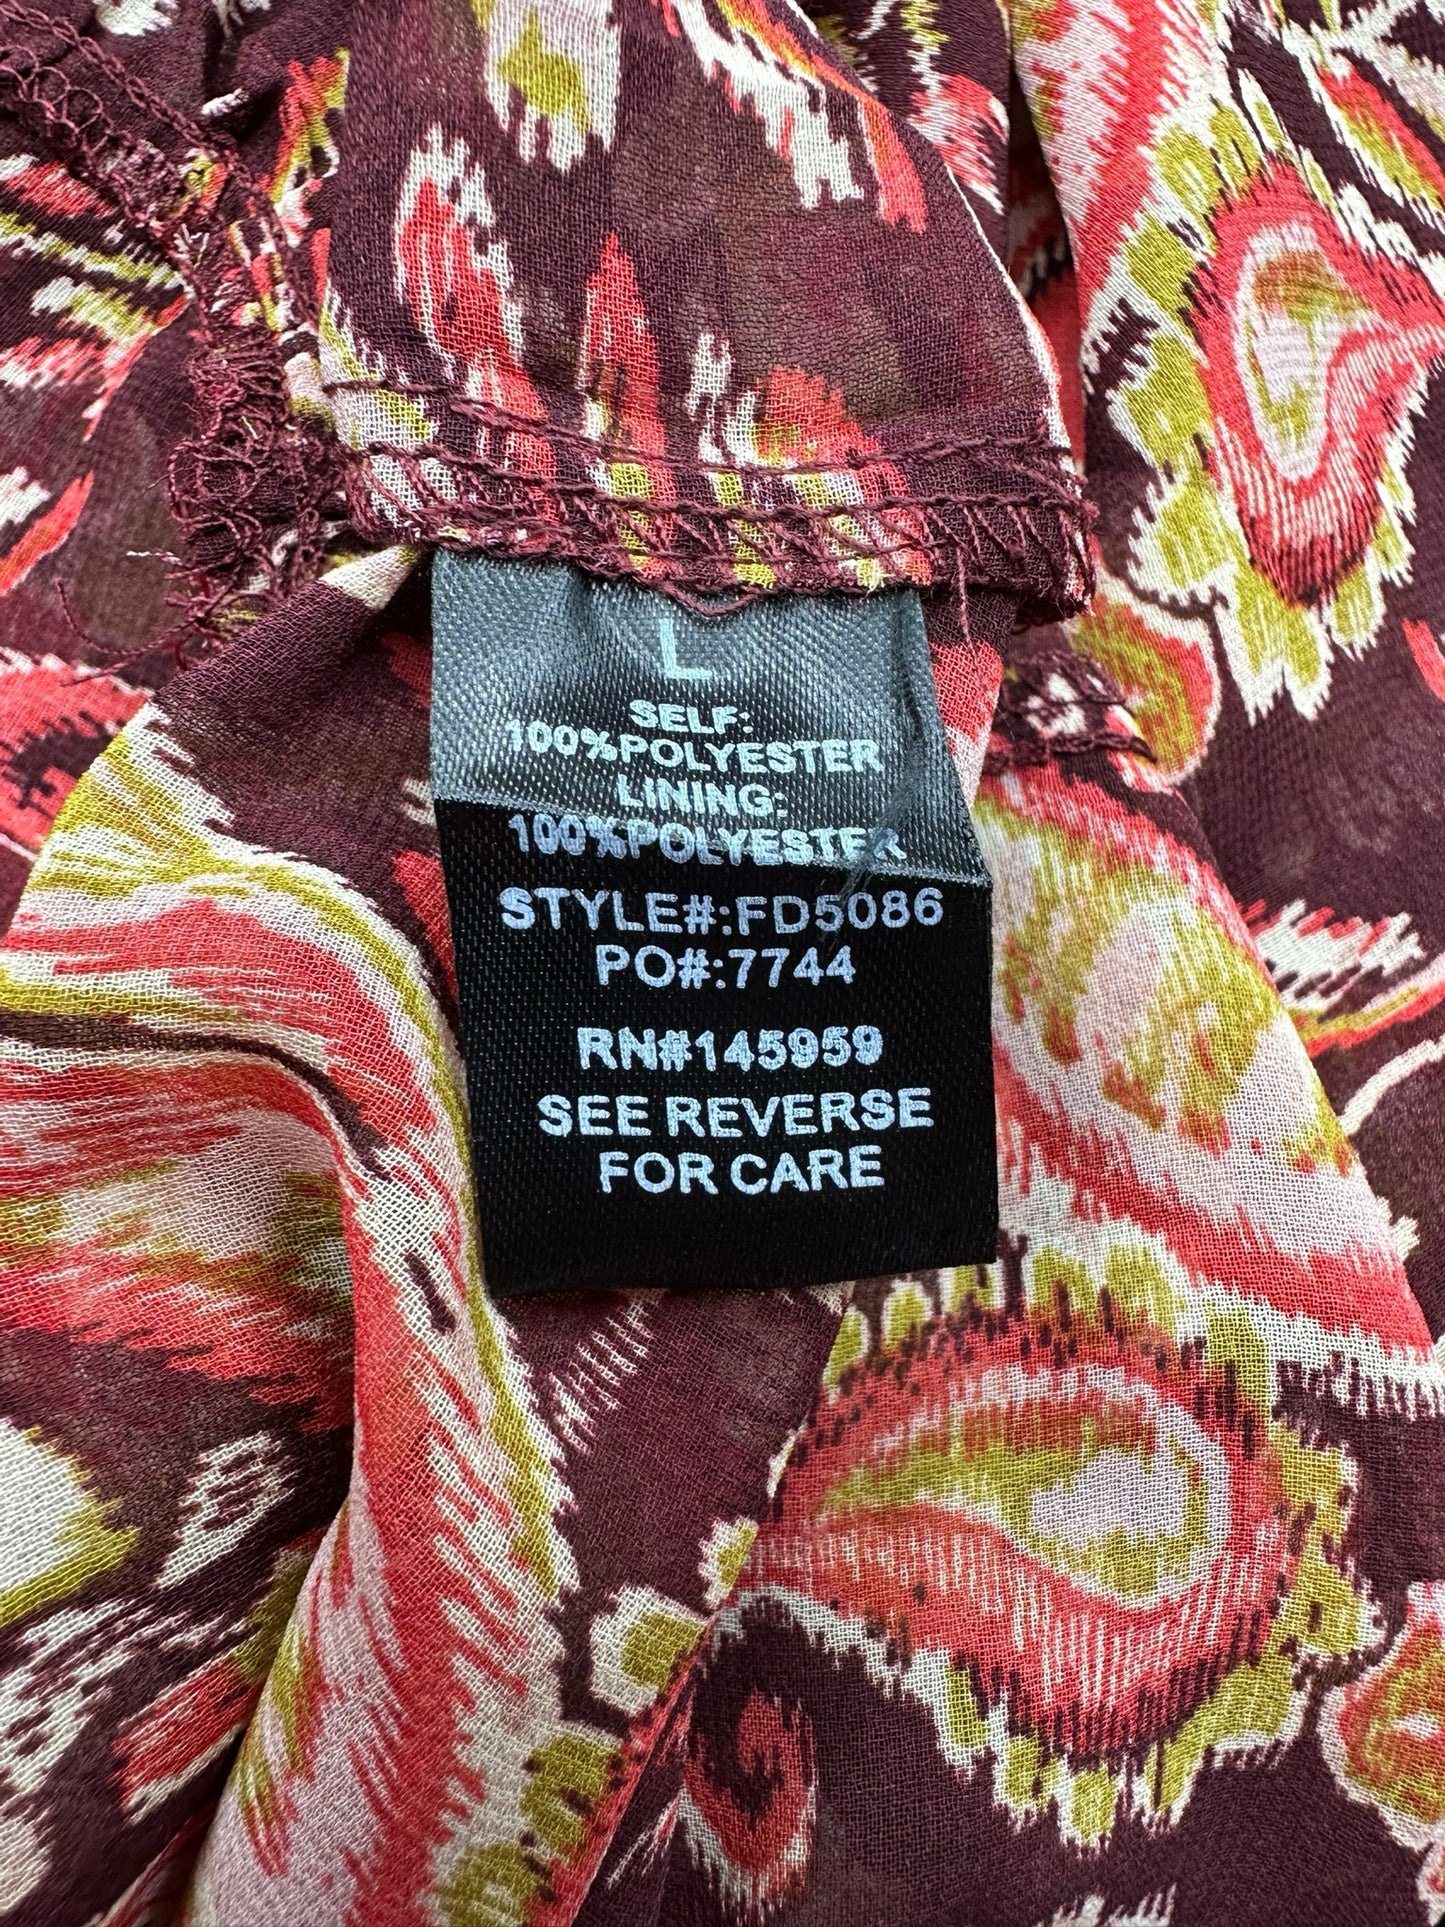 L
SELF:
100%POLYESTER
LINING:
100%POLYESTER
STYLE#:FD5086
PO#:7744
RN#145959
SEE REVERSE
FOR CARE